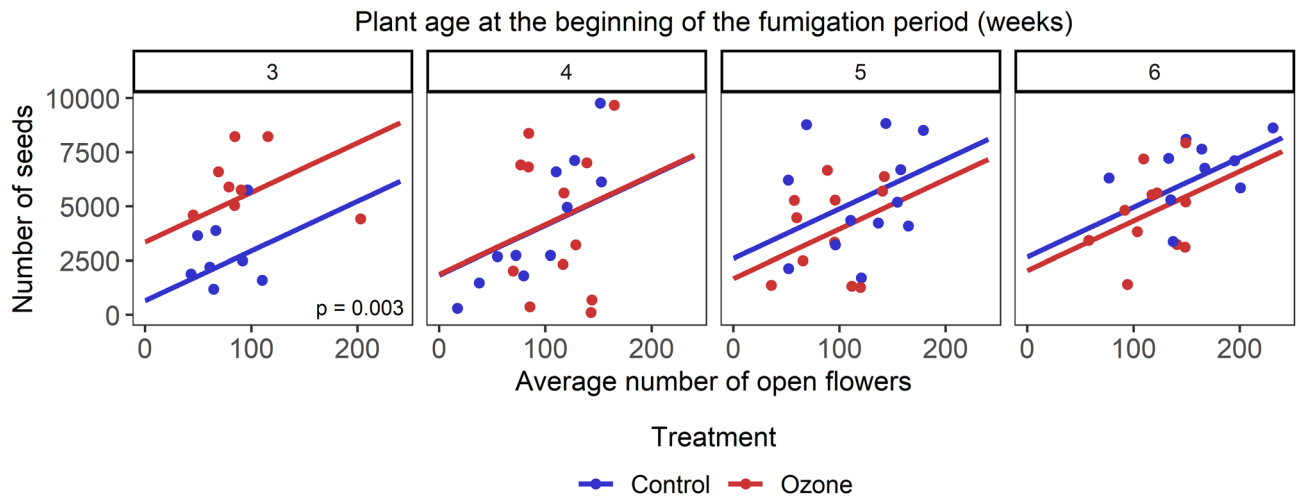 Plant age at the beginning of the fumigation period (weeks)
3 4 5 6
Number of seeds
10000
7500
5000
2500
0
p = 0.003
0 100 200 0 100 200 0 100 200 0 100 200
Average number of open flowers
Treatment
Control Ozone